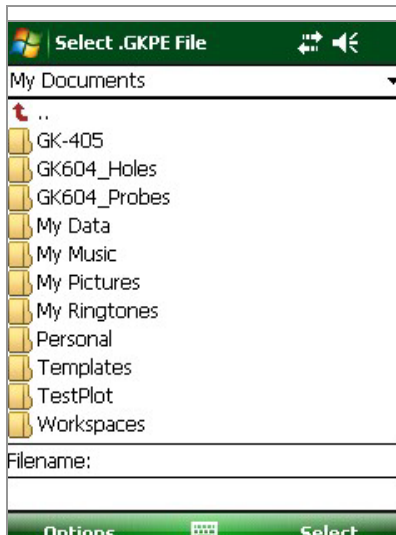 Select .GKPE File
My Documents
..
GK-405
GK604_Holes
GK604_Probes
My Data
My Music
My Pictures
My Ringtones
Personal
Templates
TestPlot
Workspaces
Filename:
Options Select